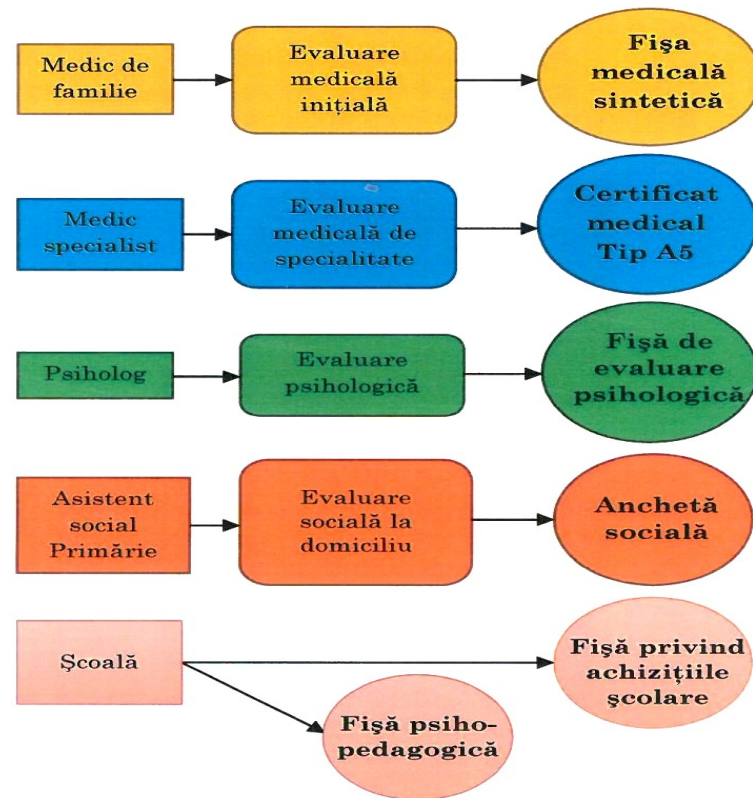 Medic de
familie
Evaluare
medicală
inițială
Fişa
medicală
sintetică
Medic
specialist
Evaluare
medicală de
specialitate
Certificat
medical
Tip A5
Psiholog
Evaluare
psihologică
Fişă de
evaluare
psihologică
Asistent
social
Primărie
Evaluare
socială la
domiciliu
Anchetă
socială
Şcoală
Fişă privind
achizițiile
şcolare
Fişă psiho-
pedagogică